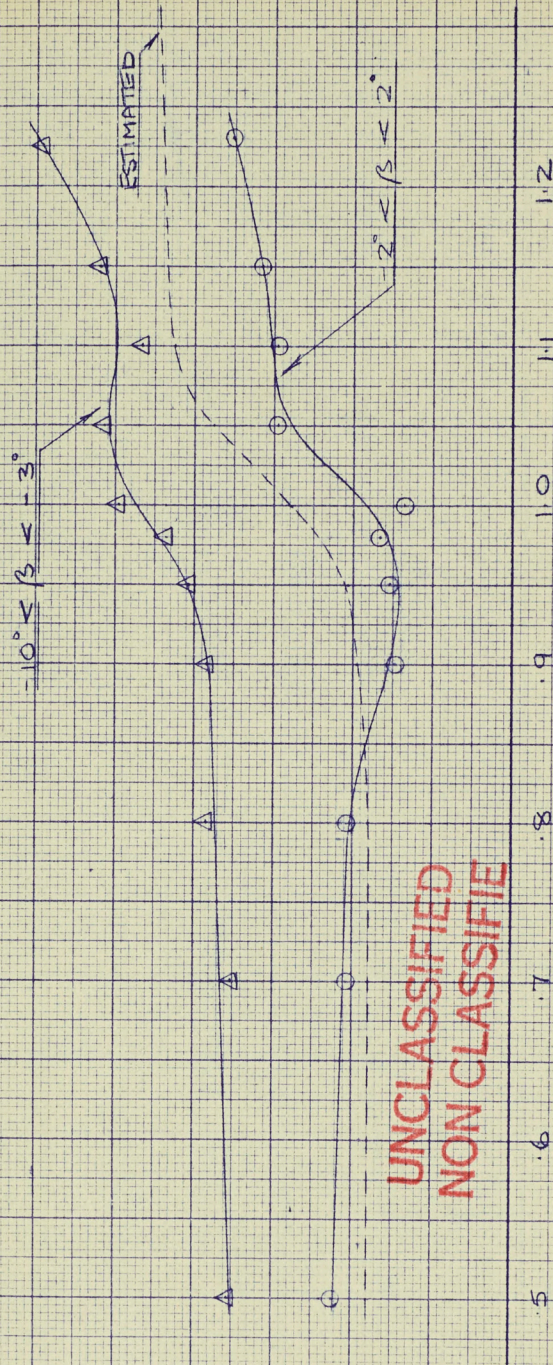 -10° < β < -3°
ESTIMATED
-2° < β < 2°
UNCLASSIFIED
NON CLASSIFIE
.5 .6 .7 .8 .9 1.0 1.1 1.2